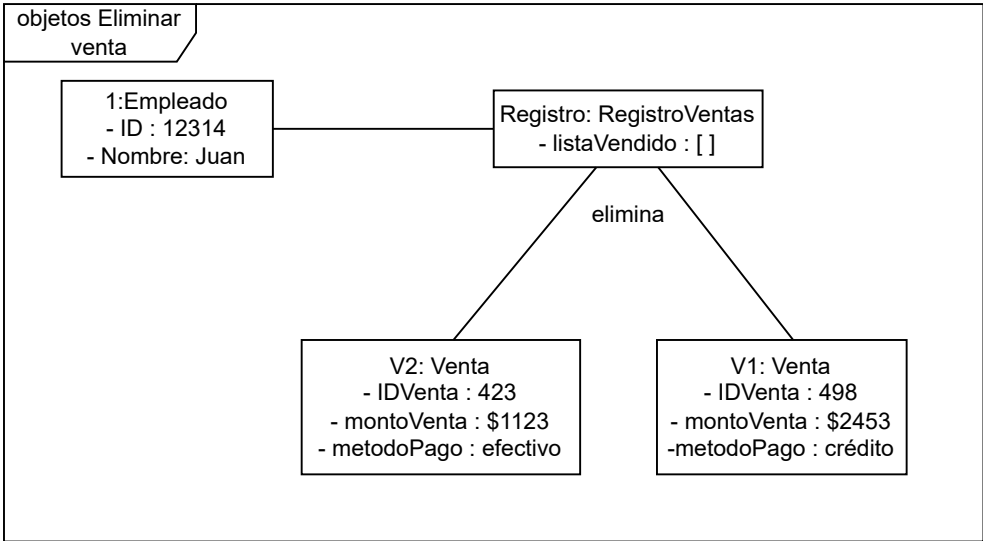 objetos Eliminar
venta
1:Empleado
- ID : 12314
- Nombre: Juan
Registro: RegistroVentas
- listaVendido : [ ]
elimina
V2: Venta
- IDVenta : 423
- montoVenta : $1123
- metodoPago : efectivo
V1: Venta
- IDVenta : 498
- montoVenta : $2453
-metodoPago : crédito